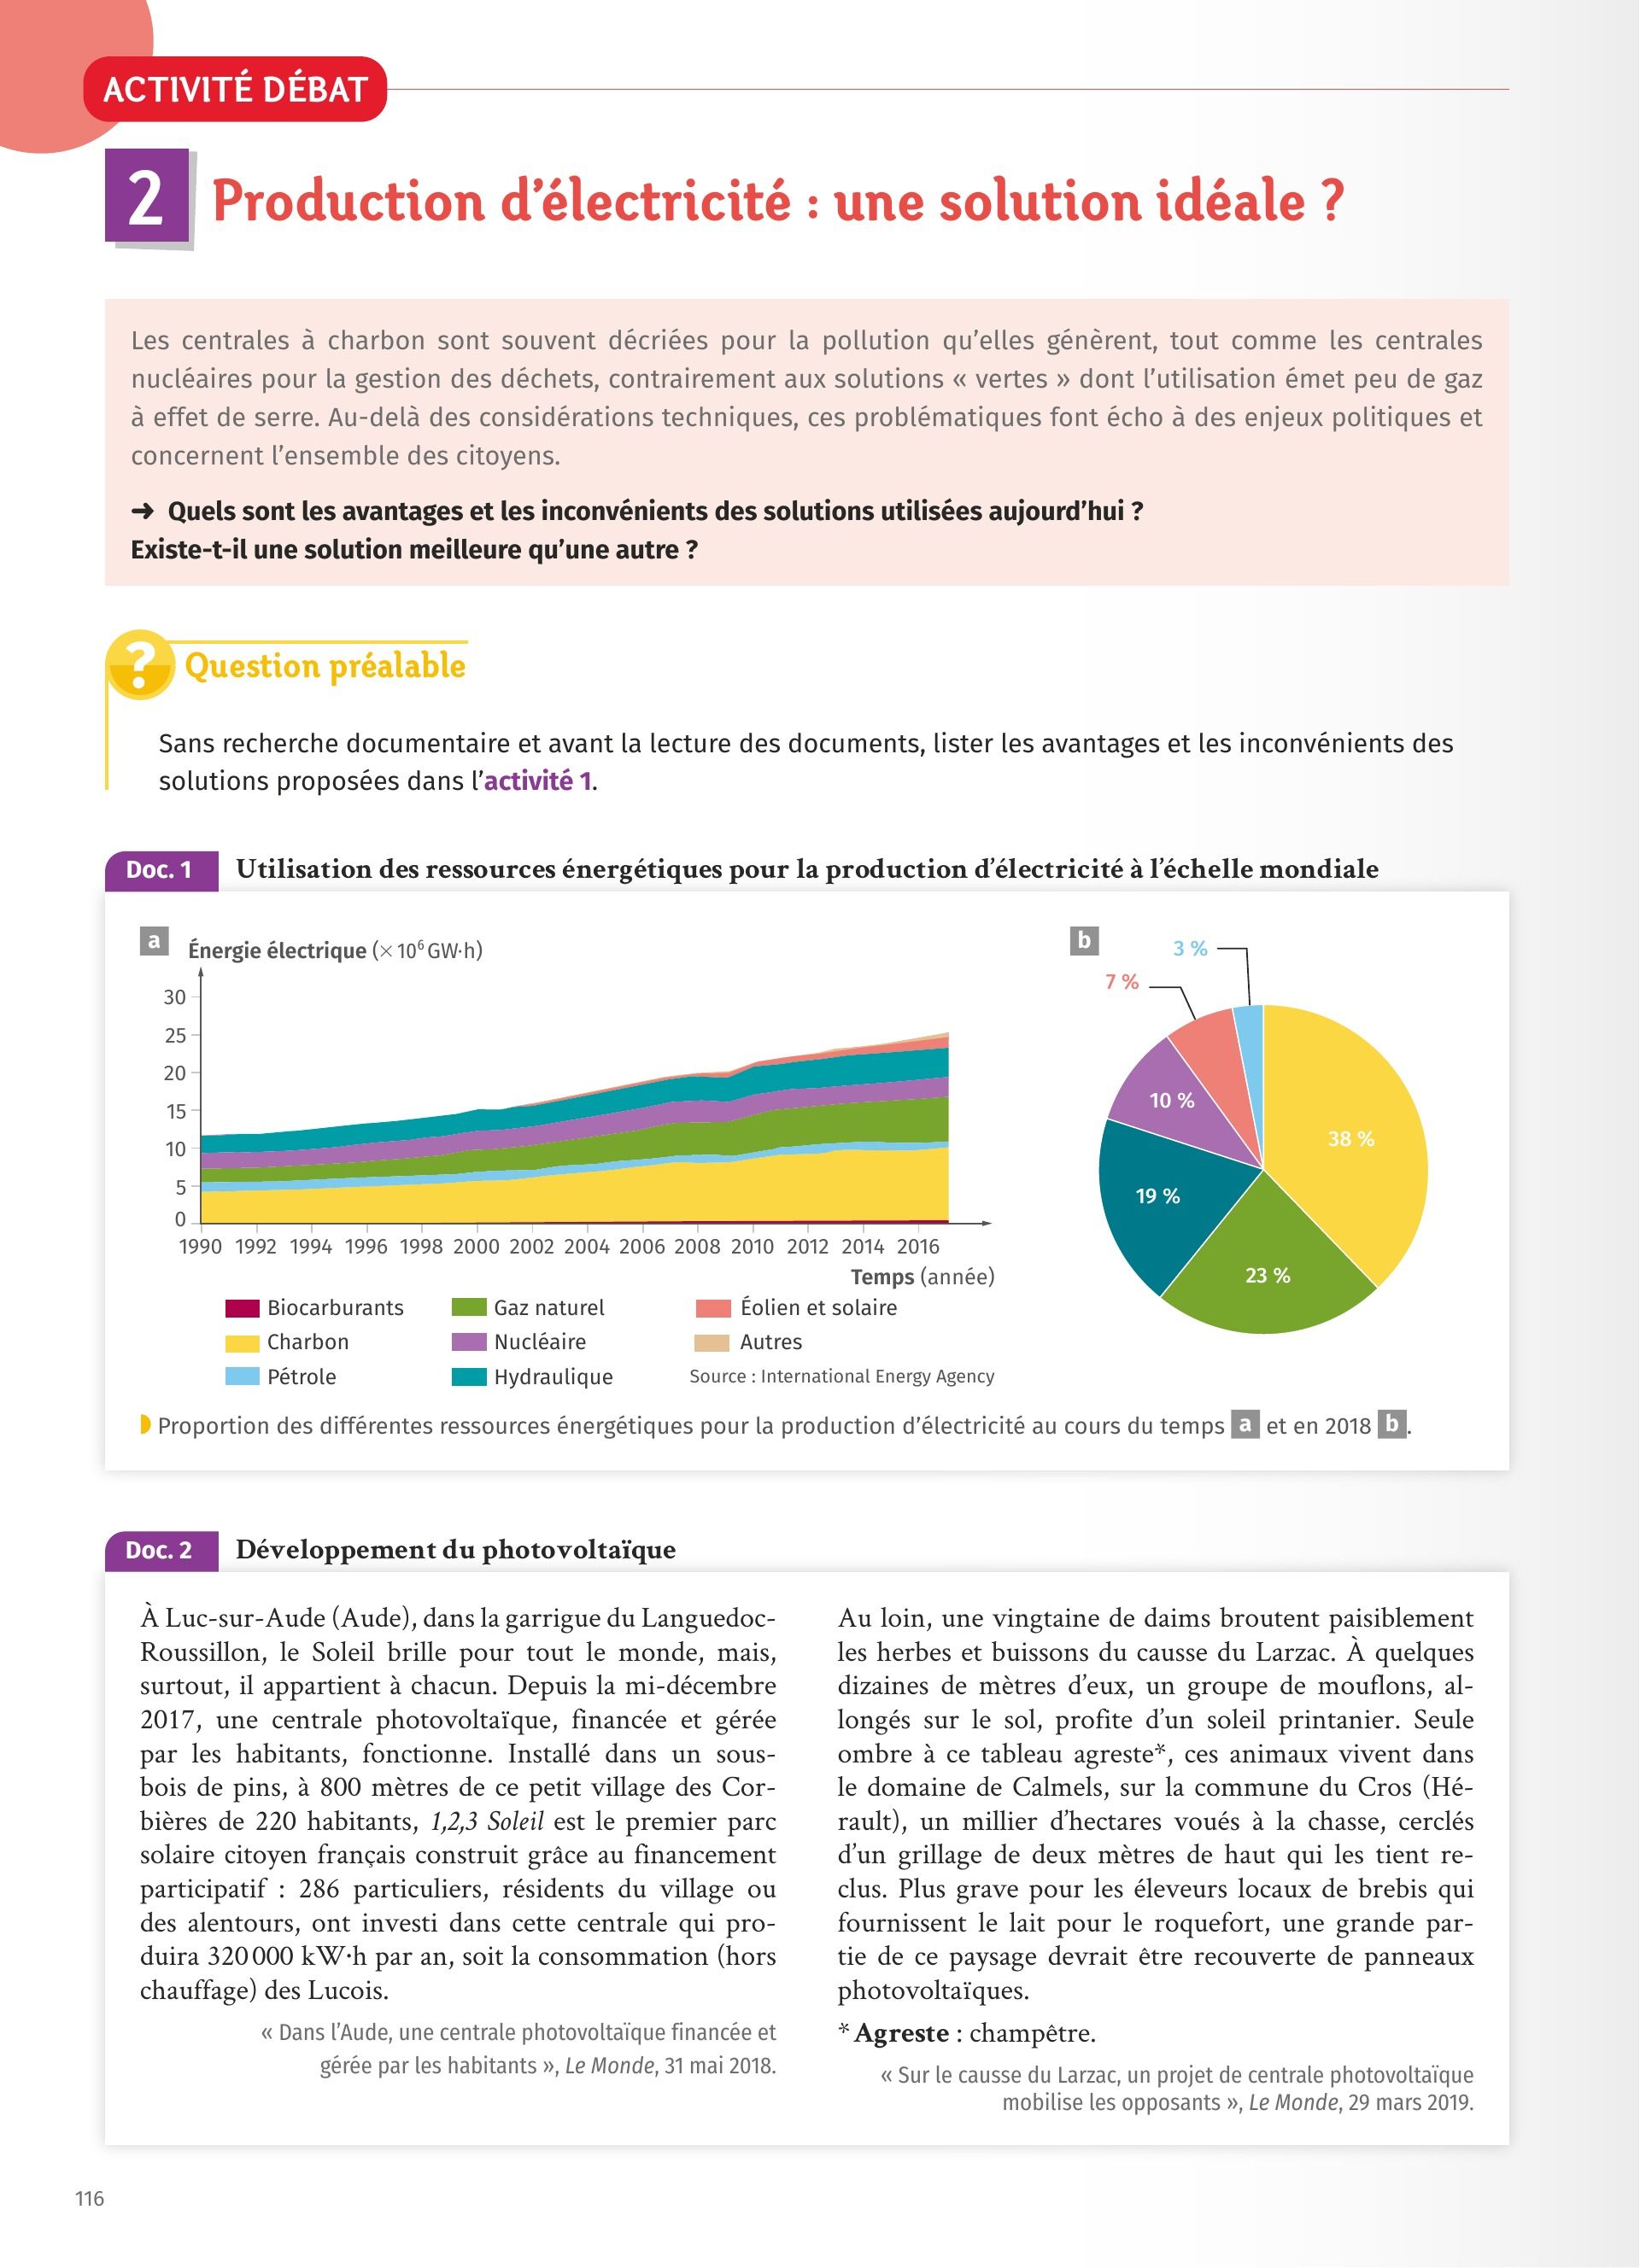 ACTIVITÉ DÉBAT
2 Production d’électricité : une solution idéale ?
Les centrales à charbon sont souvent décriées pour la pollution qu’elles génèrent, tout comme les centrales
nucléaires pour la gestion des déchets, contrairement aux solutions « vertes » dont l’utilisation émet peu de gaz
à effet de serre. Au-delà des considérations techniques, ces problématiques font écho à des enjeux politiques et
concernent l’ensemble des citoyens.
➜ Quels sont les avantages et les inconvénients des solutions utilisées aujourd’hui ?
Existe-t-il une solution meilleure qu’une autre ?
? Question préalable
Sans recherche documentaire et avant la lecture des documents, lister les avantages et les inconvénients des
solutions proposées dans l’activité 1.
Doc. 1 Utilisation des ressources énergétiques pour la production d’électricité à l’échelle mondiale
a Énergie électrique (× 10⁶ GW·h)
30
25
20
15
10
5
0
1990 1992 1994 1996 1998 2000 2002 2004 2006 2008 2010 2012 2014 2016
Temps (année)
Biocarburants
Charbon
Pétrole
Gaz naturel
Nucléaire
Hydraulique
Éolien et solaire
Autres
Source : International Energy Agency
b
3 %
7 %
10 %
38 %
19 %
23 %
Proportion des différentes ressources énergétiques pour la production d’électricité au cours du temps a et en 2018 b.
Doc. 2 Développement du photovoltaïque
À Luc-sur-Aude (Aude), dans la garrigue du Languedoc-
Roussillon, le Soleil brille pour tout le monde, mais,
surtout, il appartient à chacun. Depuis la mi-décembre
2017, une centrale photovoltaïque, financée et gérée
par les habitants, fonctionne. Installé dans un sous-
bois de pins, à 800 mètres de ce petit village des Cor-
bières de 220 habitants, 1,2,3 Soleil est le premier parc
solaire citoyen français construit grâce au financement
participatif : 286 particuliers, résidents du village ou
des alentours, ont investi dans cette centrale qui pro-
duira 320 000 kW·h par an, soit la consommation (hors
chauffage) des Lucois.
« Dans l’Aude, une centrale photovoltaïque financée et
gérée par les habitants », Le Monde, 31 mai 2018.
Au loin, une vingtaine de daims broutent paisiblement
les herbes et buissons du causse du Larzac. À quelques
dizaines de mètres d’eux, un groupe de mouflons, al-
longés sur le sol, profite d’un soleil printanier. Seule
ombre à ce tableau agreste*, ces animaux vivent dans
le domaine de Calmels, sur la commune du Cros (Hé-
rault), un millier d’hectares voués à la chasse, cerclés
d’un grillage de deux mètres de haut qui les tient re-
clus. Plus grave pour les éleveurs locaux de brebis qui
fournissent le lait pour le roquefort, une grande par-
tie de ce paysage devrait être recouverte de panneaux
photovoltaïques.
* Agreste : champêtre.
« Sur le causse du Larzac, un projet de centrale photovoltaïque
mobilise les opposants », Le Monde, 29 mars 2019.
116